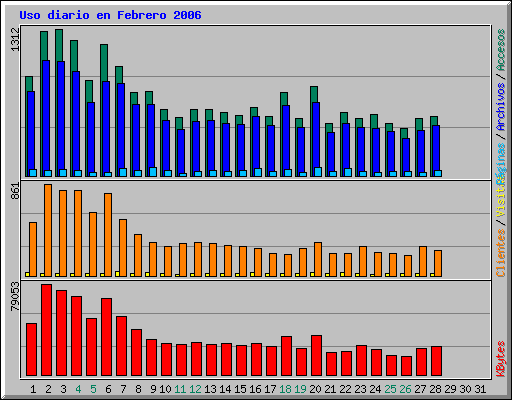 Uso diario en Febrero 2006
1312
861
79053
Accesos
/
Archivos
/
Páginas
Visitas
/
Clientes
KBytes
1 2 3 4 5 6 7 8 9 10 11 12 13 14 15 16 17 18 19 20 21 22 23 24 25 26 27 28 29 30 31